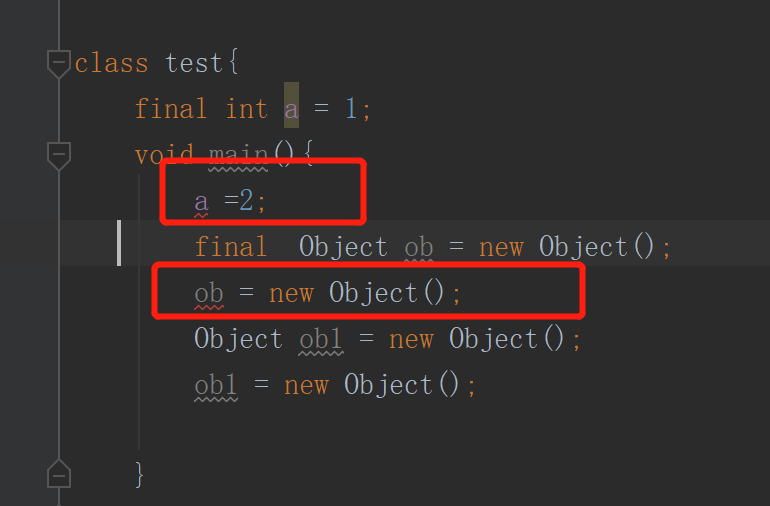 class test{
final int a = 1;
void main(){
a =2;
final  Object ob = new Object();
ob = new Object();
Object ob1 = new Object();
ob1 = new Object();
}